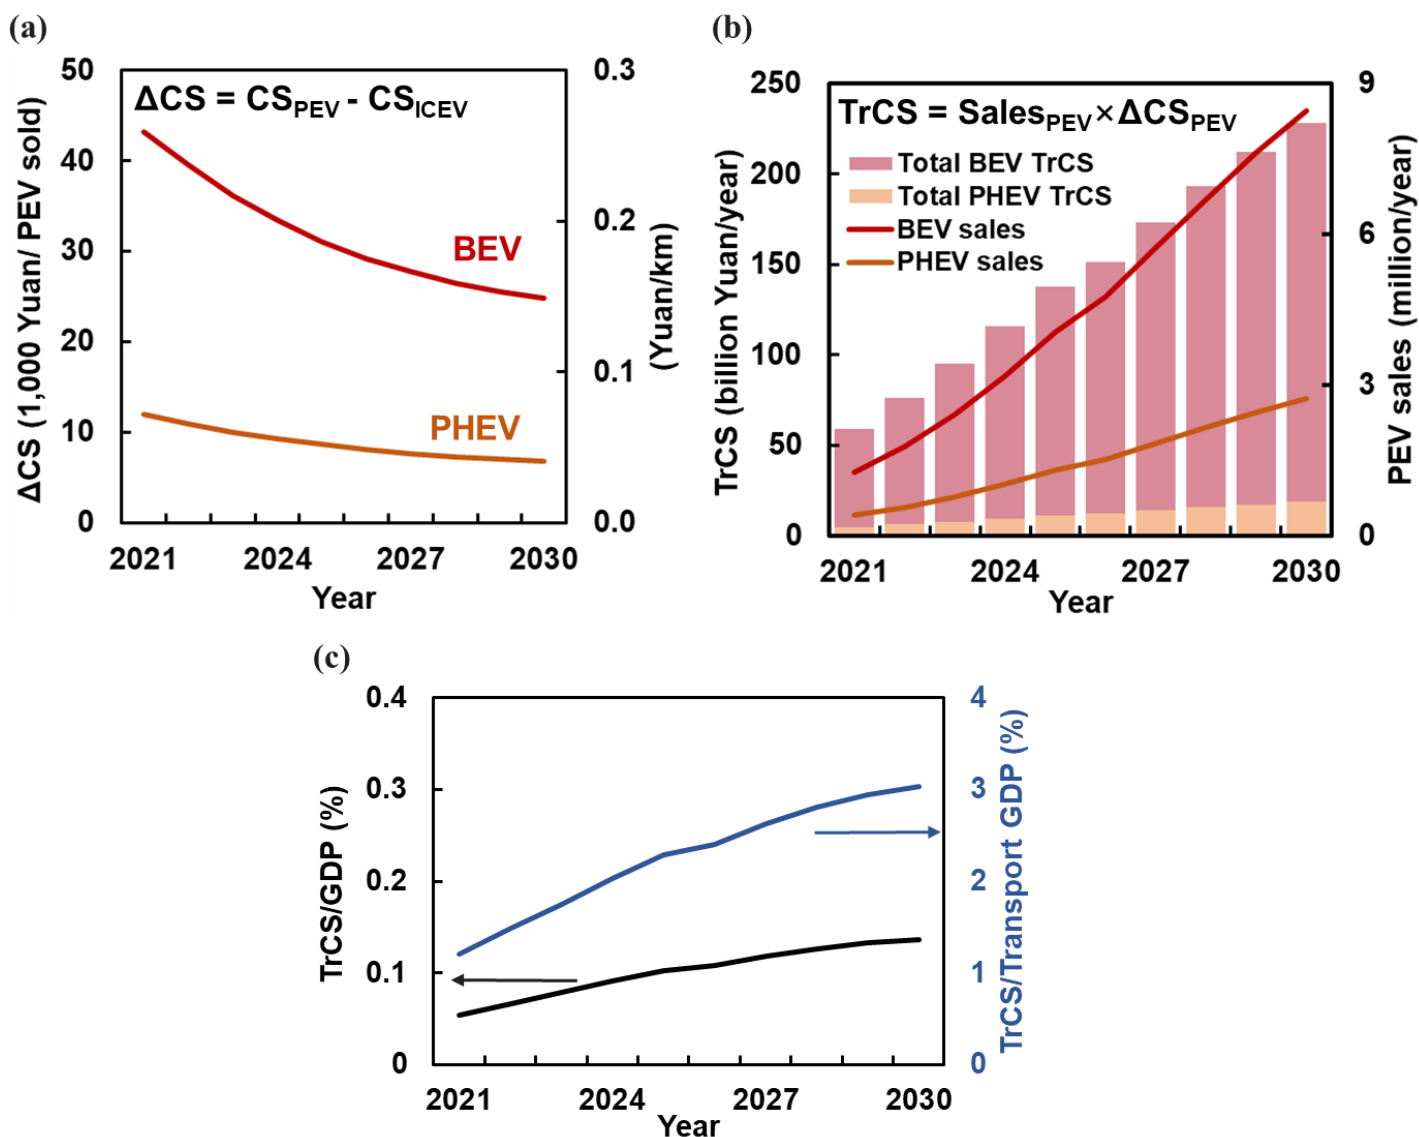 (a)
ΔCS = CS_PEV - CS_ICEV
ΔCS (1,000 Yuan/ PEV sold)
50
40
30
20
10
0
BEV
PHEV
0.3
0.2
0.1
0.0
(Yuan/km)
2021 2024 2027 2030
Year
(b)
TrCS = Sales_PEV×ΔCS_PEV
Total BEV TrCS
Total PHEV TrCS
BEV sales
PHEV sales
TrCS (billion Yuan/year)
250
200
150
100
50
0
9
6
3
0
PEV sales (million/year)
2021 2024 2027 2030
Year
(c)
TrCS/GDP (%)
0.4
0.3
0.2
0.1
0
4
3
2
1
0
TrCS/Transport GDP (%)
2021 2024 2027 2030
Year